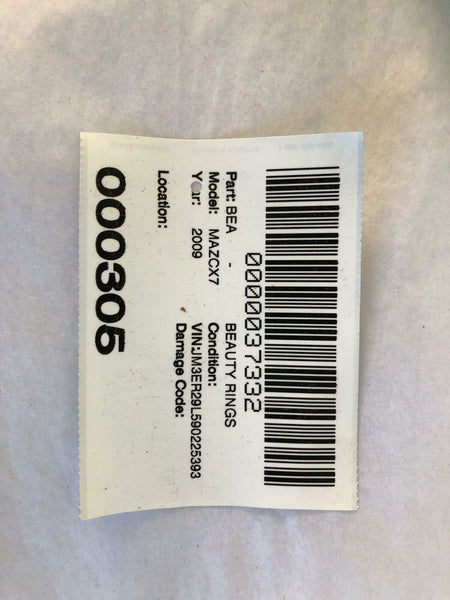 0000037332
Part: BEA - BEAUTY RINGS
Model: MAZCX7 Condition:
Year: 2009 VIN:JM3ER29L590225393
Damage Code:
Location:
000305